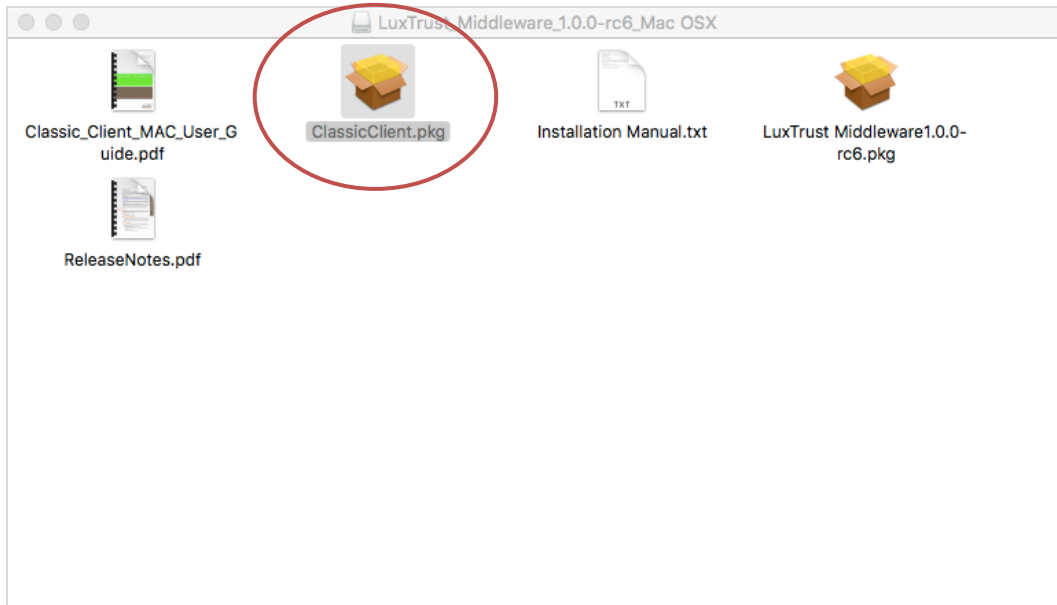 LuxTrust_Middleware_1.0.0-rc6_Mac OSX
Classic_Client_MAC_User_G
uide.pdf
ClassicClient.pkg
TXT
Installation Manual.txt
LuxTrust Middleware1.0.0-
rc6.pkg
ReleaseNotes.pdf